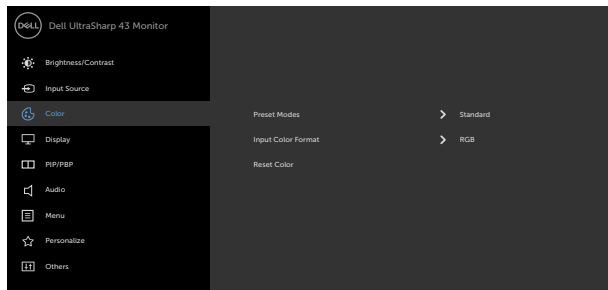 DELL Dell UltraSharp 43 Monitor
Brightness/Contrast
Input Source
Color
Preset Modes Standard
Display
Input Color Format RGB
PIP/PBP
Reset Color
Audio
Menu
Personalize
Others